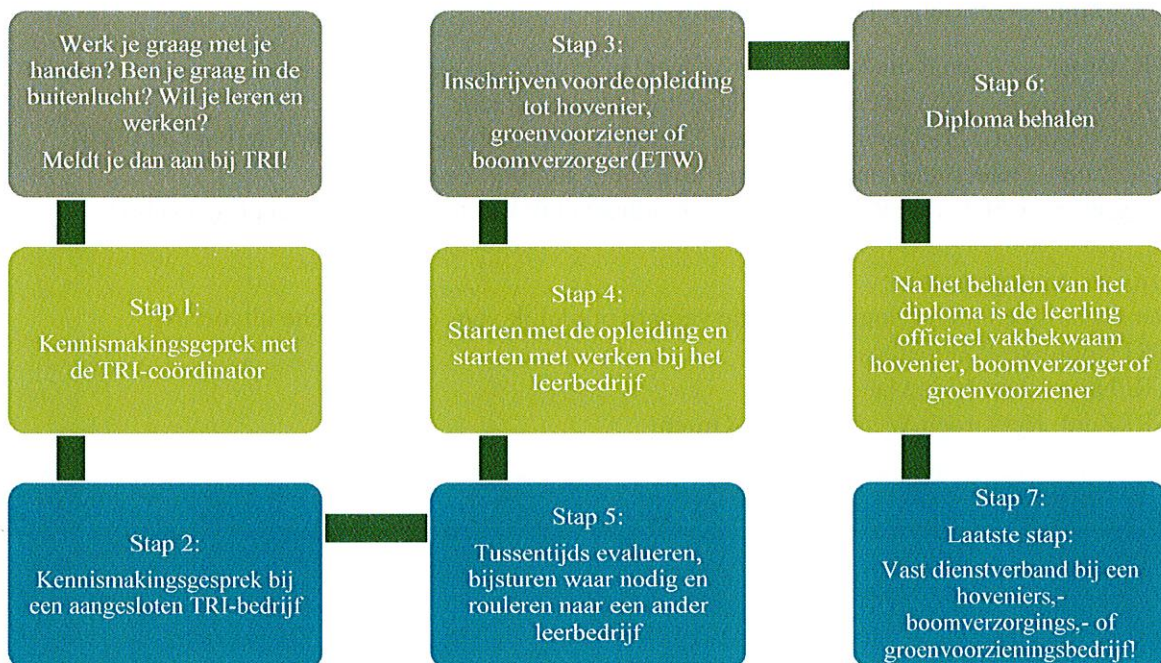 Werk je graag met je
handen? Ben je graag in de
buitenlucht? Wil je leren en
werken?
Meldt je dan aan bij TRI!
Stap 1:
Kennismakingsgeprek met
de TRI-coördinator
Stap 2:
Kennismakingsgesprek bij
een aangesloten TRI-bedrijf
Stap 3:
Inschrijven voor de opleiding
tot hovenier,
groenvoorziener of
boomverzorger (ETW)
Stap 4:
Starten met de opleiding en
starten met werken bij het
leerbedrijf
Stap 5:
Tussentijds evalueren,
bijsturen waar nodig en
rouleren naar een ander
leerbedrijf
Stap 6:
Diploma behalen
Na het behalen van het
diploma is de leerling
officieel vakbekwaam
hovenier, boomverzorger of
groenvoorziener
Stap 7:
Laatste stap:
Vast dienstverband bij een
hoveniers,-
boomverzorgings,- of
groenvoorzieningsbedrijf!